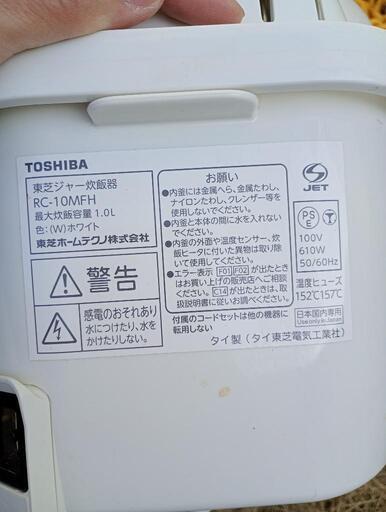 TOSHIBA
東芝ジャー炊飯器
RC-10MFH
最大炊飯容量 1.0L
色:(W)ホワイト
東芝ホームテクノ株式会社
警告
感電のおそれあり
水につけたり、水を
かけたりしない
お願い
・内釜には金属へら、金属たわし、
ナイロンたわし、クレンザー等を
使用しないでください。
・内釜と本体の間に水を入れないで
ください。
・内釜の外面や温度センサー、
炊飯ヒータに付いた異物は取り除
いて使用してください。
・エラー表示 F01 F02 が出たときは
お買い上げの販売店へご相談
ください。C14 が出たときは、取
扱説明書に従いお調べください。
付属のコードセットは他の機器に
転用しない
タイ製(タイ東芝電気工業社)
S
JET
PS
E
100V
610W
50/60Hz
温度ヒューズ
152℃157℃
日本国内専用
Use only in Japan